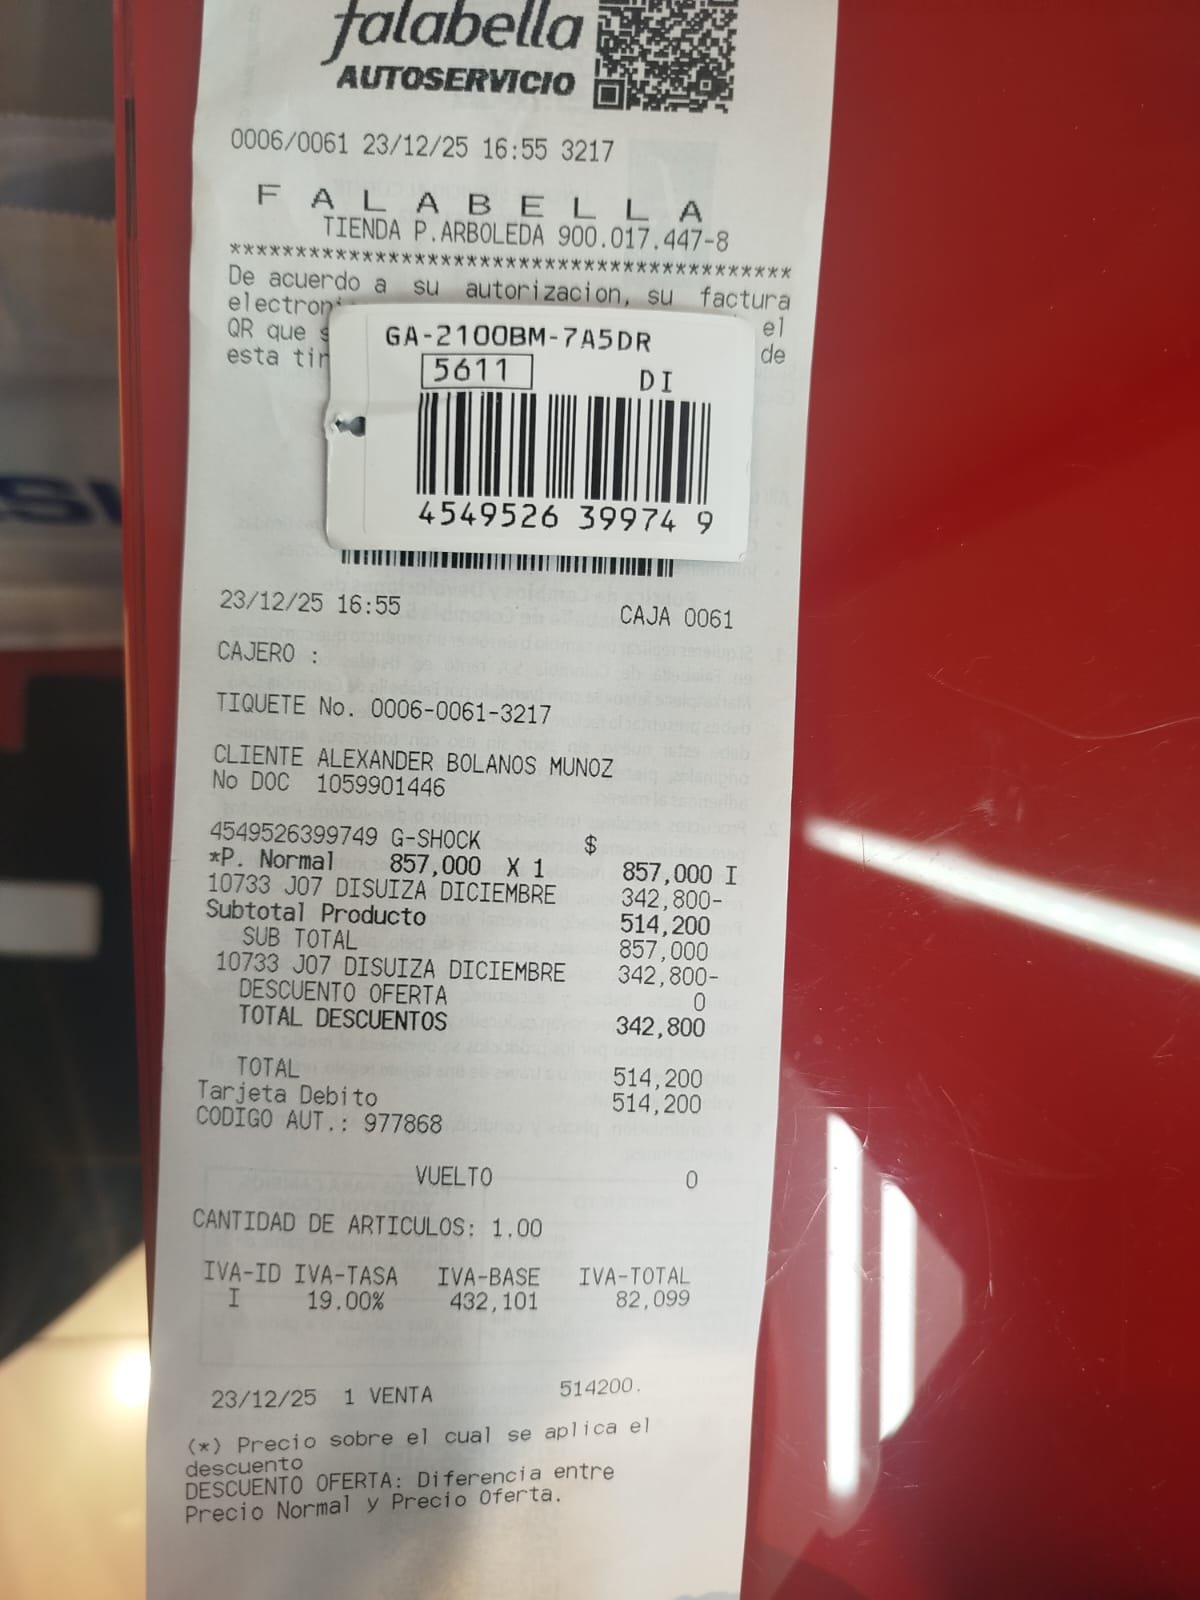 falabella
AUTOSERVICIO
0006/0061 23/12/25 16:55 3217
F A L A B E L L A
TIENDA P.ARBOLEDA 900.017.447-8
*******************************************
De acuerdo a su autorizacion, su factura
el
QR que
de
esta
GA-2100BM-7A5DR
5611 DI
4549526 39974 9
23/12/25 16:55 CAJA 0061
CAJERO :
TIQUETE No. 0006-0061-3217
CLIENTE ALEXANDER BOLANOS MUNOZ
No DOC 1059901446
4549526399749 G-SHOCK $
*P. Normal 857,000 X 1 857,000 I
10733 J07 DISUIZA DICIEMBRE 342,800-
Subtotal Producto 514,200
SUB TOTAL 857,000
10733 J07 DISUIZA DICIEMBRE 342,800-
DESCUENTO OFERTA 0
TOTAL DESCUENTOS 342,800
TOTAL 514,200
Tarjeta Debito 514,200
CODIGO AUT.: 977868
VUELTO 0
CANTIDAD DE ARTICULOS: 1.00
IVA-ID IVA-TASA IVA-BASE IVA-TOTAL
I 19.00% 432,101 82,099
23/12/25 1 VENTA 514200.
(*) Precio sobre el cual se aplica el
descuento
DESCUENTO OFERTA: Diferencia entre
Precio Normal y Precio Oferta.